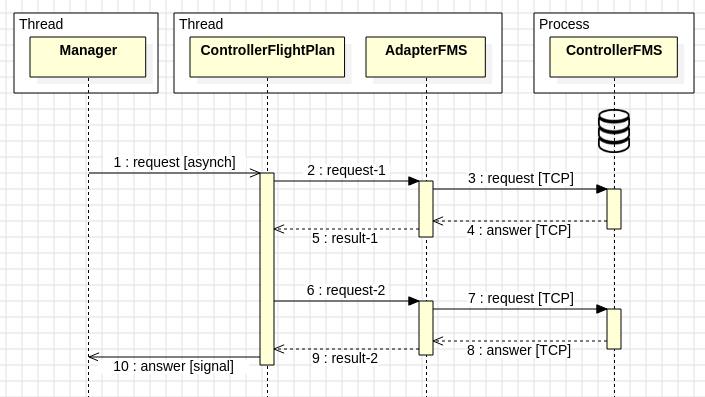 Thread
Thread
Process
Manager
ControllerFlightPlan
AdapterFMS
ControllerFMS
1 : request [asynch]
2 : request-1
3 : request [TCP]
4 : answer [TCP]
5 : result-1
6 : request-2
7 : request [TCP]
8 : answer [TCP]
9 : result-2
10 : answer [signal]